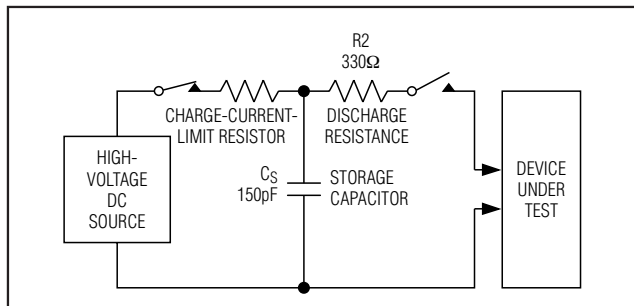 R2
330Ω
CHARGE-CURRENT-
LIMIT RESISTOR
DISCHARGE
RESISTANCE
HIGH-
VOLTAGE
DC
SOURCE
CS
150pF
STORAGE
CAPACITOR
DEVICE
UNDER
TEST